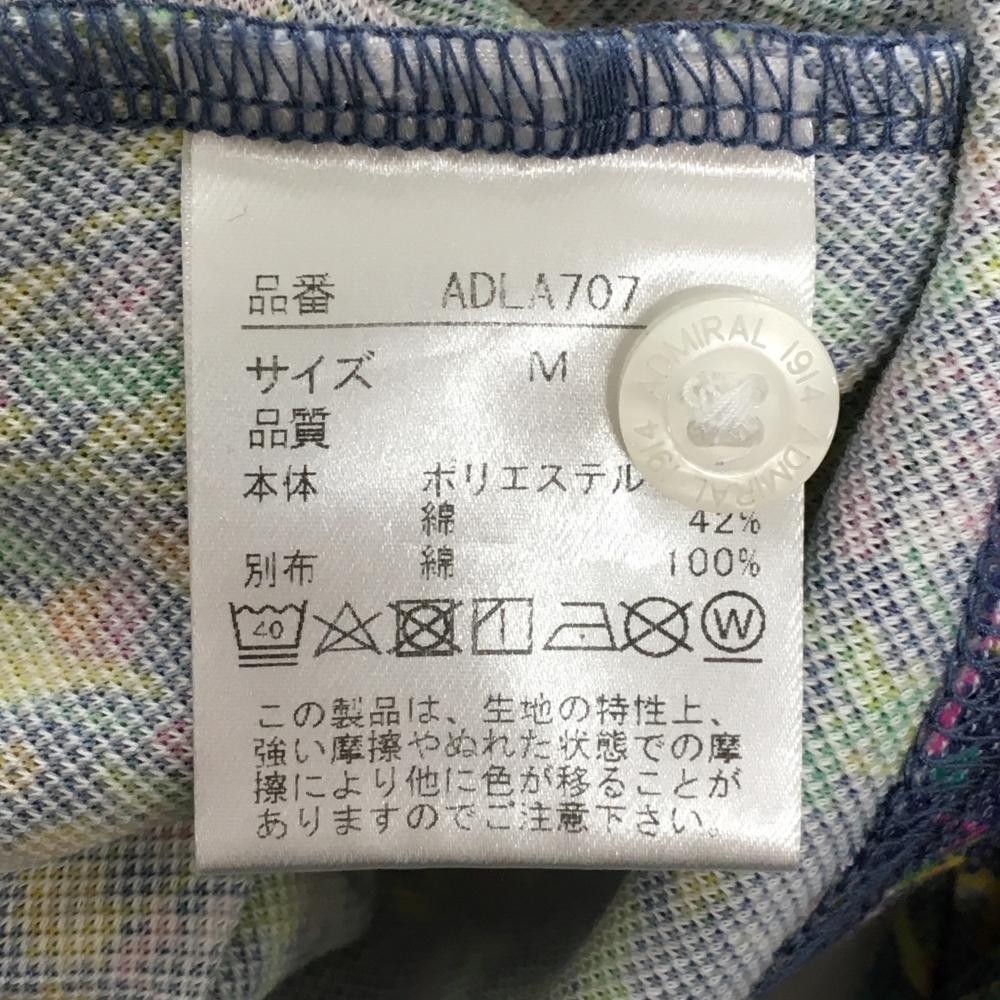 品番 ADLA707
サイズ M
品質
本体 ポリエステル
綿 42%
別布 綿 100%
40
W
この製品は、生地の特性上、
強い摩擦やぬれた状態での摩
擦により他に色が移ることが
ありますのでご注意下さい。
ADMIRAL 1914 ADMIRAL 1914